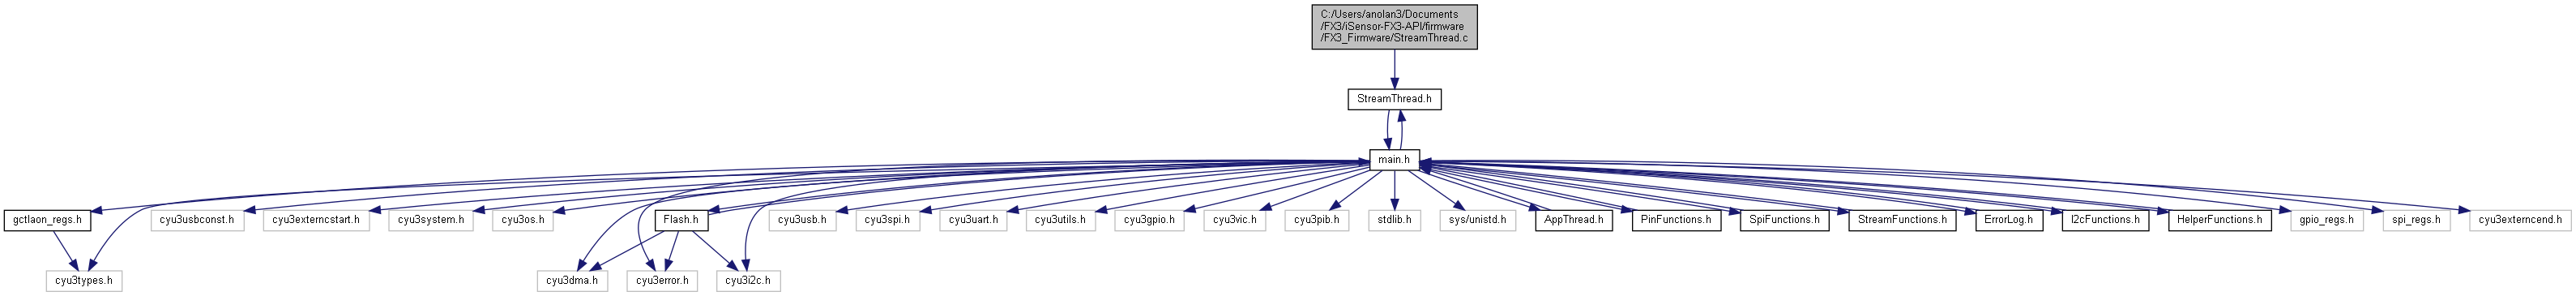 C:/Users/anolan3/Documents
/FX3/iSensor-FX3-API/firmware
/FX3_Firmware/StreamThread.c
StreamThread.h
main.h
gctlaon_regs.h
cyu3usbconst.h
cyu3externcstart.h
cyu3system.h
cyu3os.h
Flash.h
cyu3usb.h
cyu3spi.h
cyu3uart.h
cyu3utils.h
cyu3gpio.h
cyu3vic.h
cyu3pib.h
stdlib.h
sys/unistd.h
AppThread.h
PinFunctions.h
SpiFunctions.h
StreamFunctions.h
ErrorLog.h
I2cFunctions.h
HelperFunctions.h
gpio_regs.h
spi_regs.h
cyu3externcend.h
cyu3types.h
cyu3dma.h
cyu3error.h
cyu3i2c.h